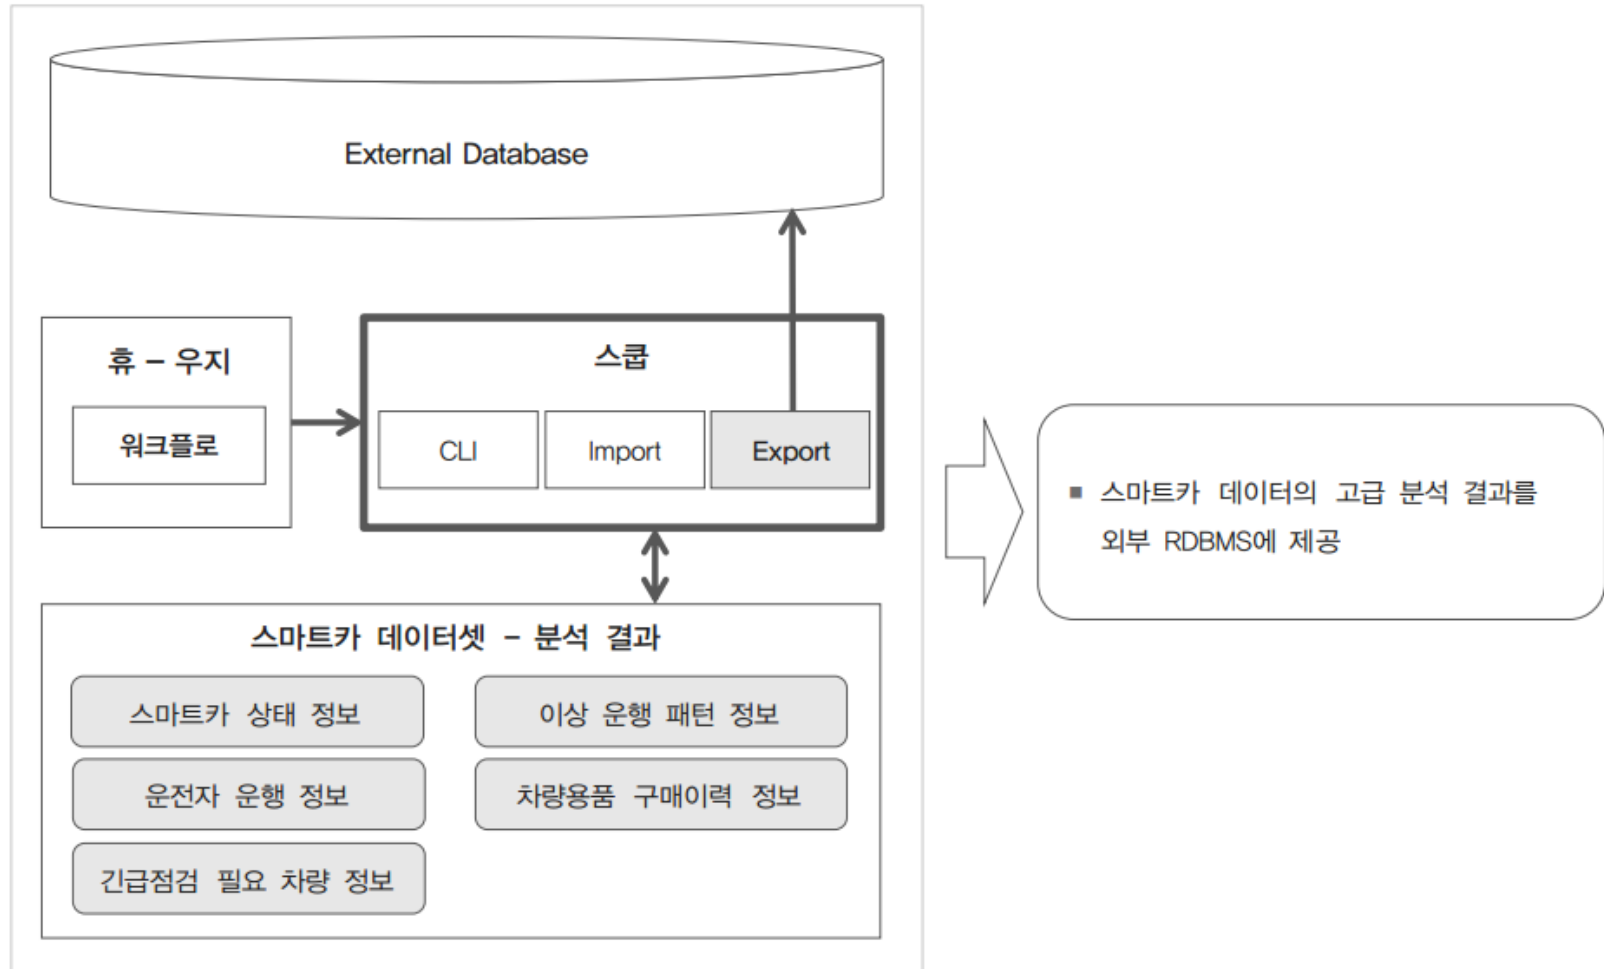 External Database
휴 – 우지
워크플로
스쿱
CLI
Import
Export
스마트카 데이터셋 – 분석 결과
스마트카 상태 정보
이상 운행 패턴 정보
운전자 운행 정보
차량용품 구매이력 정보
긴급점검 필요 차량 정보
■ 스마트카 데이터의 고급 분석 결과를
외부 RDBMS에 제공